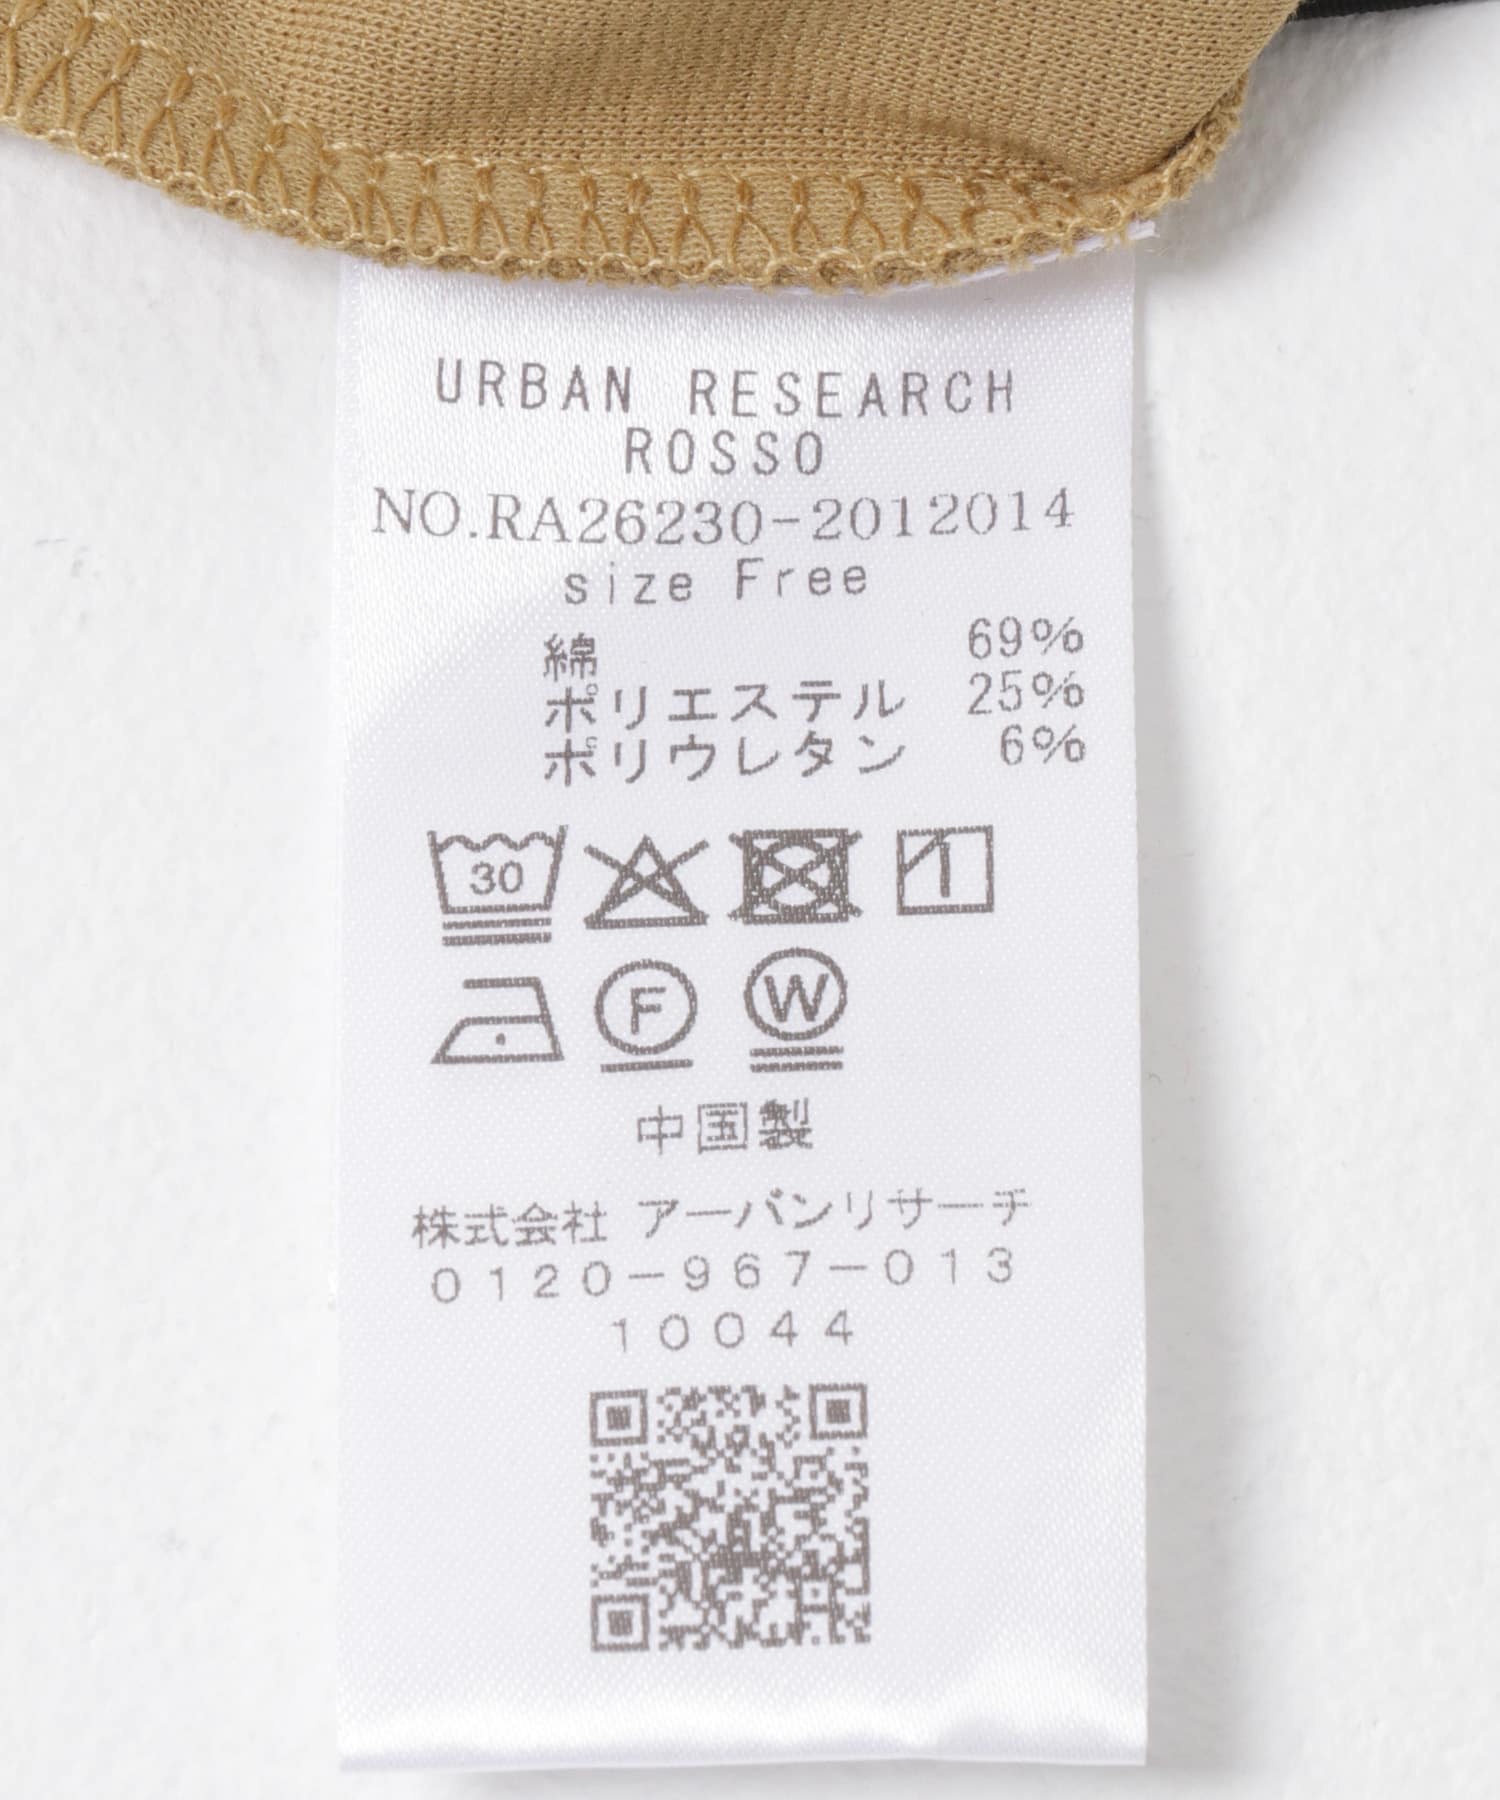 URBAN RESEARCH
ROSSO
NO.RA26230-2012014
size Free
綿 69%
ポリエステル 25%
ポリウレタン 6%
30
F W
中国製
株式会社 アーバンリサーチ
0120-967-013
10044